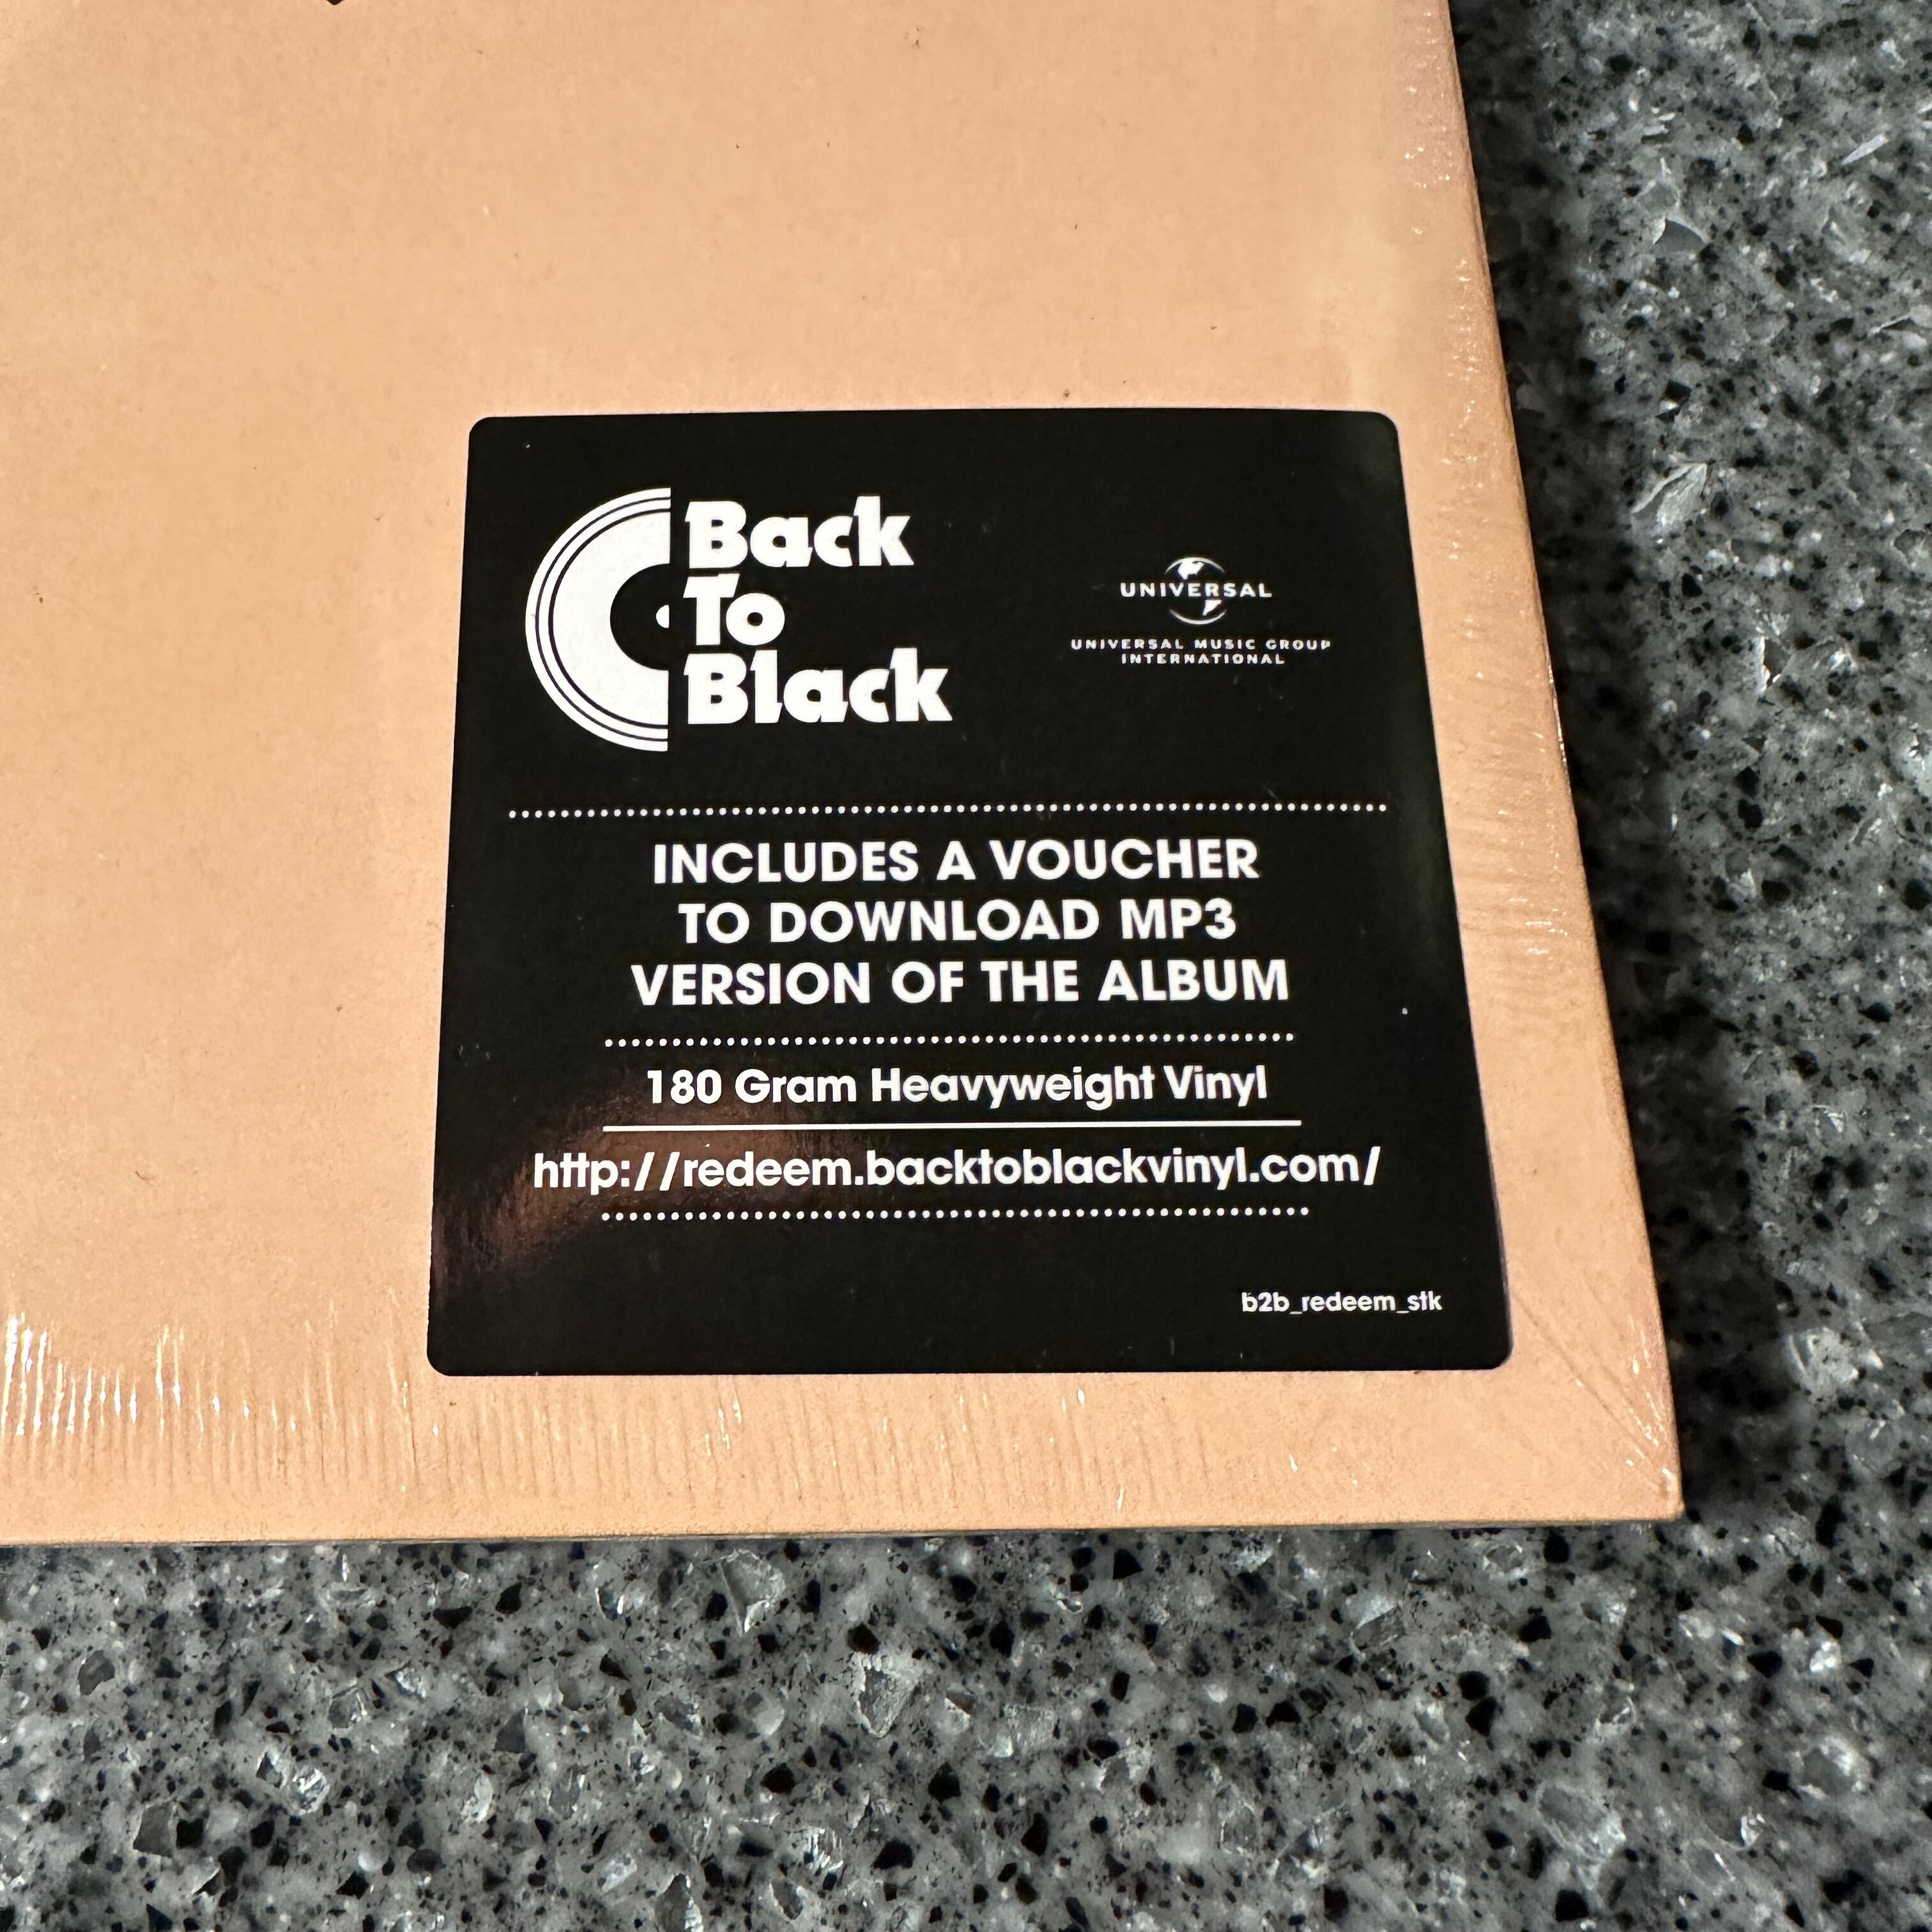 Back
To
Black
UNIVERSAL
UNIVERSAL MUSIC GROUP
INTERNATIONAL
INCLUDES A VOUCHER
TO DOWNLOAD MP3
VERSION OF THE ALBUM
180 Gram Heavyweight Vinyl
http://redeem.backtoblackvinyl.com/
b2b_redeem_stk